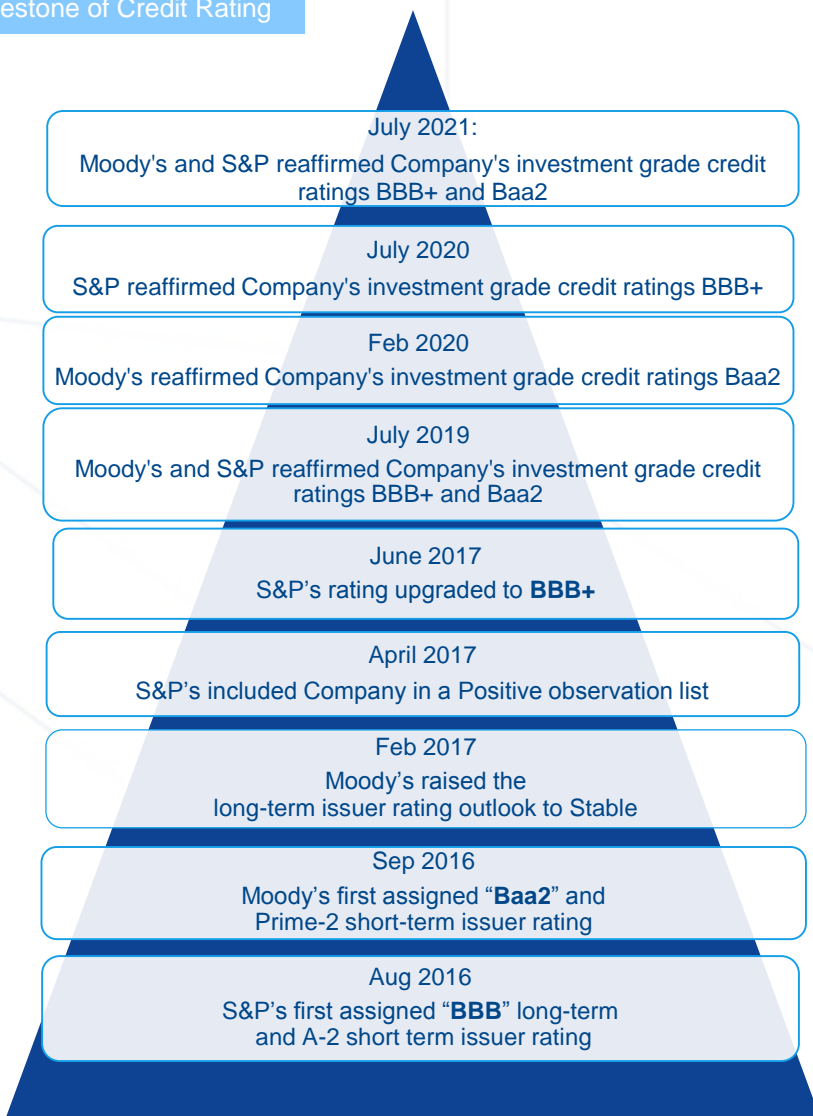 estone of Credit Rating
July 2021:
Moody's and S&P reaffirmed Company's investment grade credit
ratings BBB+ and Baa2
July 2020
S&P reaffirmed Company's investment grade credit ratings BBB+
Feb 2020
Moody's reaffirmed Company's investment grade credit ratings Baa2
July 2019
Moody's and S&P reaffirmed Company's investment grade credit
ratings BBB+ and Baa2
June 2017
S&P’s rating upgraded to BBB+
April 2017
S&P’s included Company in a Positive observation list
Feb 2017
Moody’s raised the
long-term issuer rating outlook to Stable
Sep 2016
Moody’s first assigned “Baa2” and
Prime-2 short-term issuer rating
Aug 2016
S&P’s first assigned “BBB” long-term
and A-2 short term issuer rating